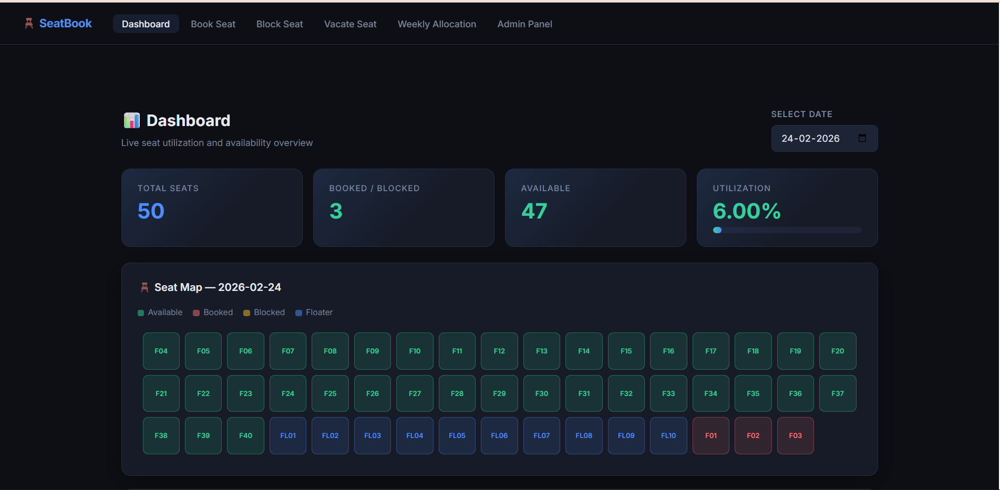 SeatBook Dashboard Book Seat Block Seat Vacate Seat Weekly Allocation Admin Panel
Dashboard
Live seat utilization and availability overview
SELECT DATE
24-02-2026
TOTAL SEATS
50
BOOKED / BLOCKED
3
AVAILABLE
47
UTILIZATION
6.00%
Seat Map — 2026-02-24
Available Booked Blocked Floater
F04 F05 F06 F07 F08 F09 F10 F11 F12 F13 F14 F15 F16 F17 F18 F19 F20
F21 F22 F23 F24 F25 F26 F27 F28 F29 F30 F31 F32 F33 F34 F35 F36 F37
F38 F39 F40 FL01 FL02 FL03 FL04 FL05 FL06 FL07 FL08 FL09 FL10 F01 F02 F03